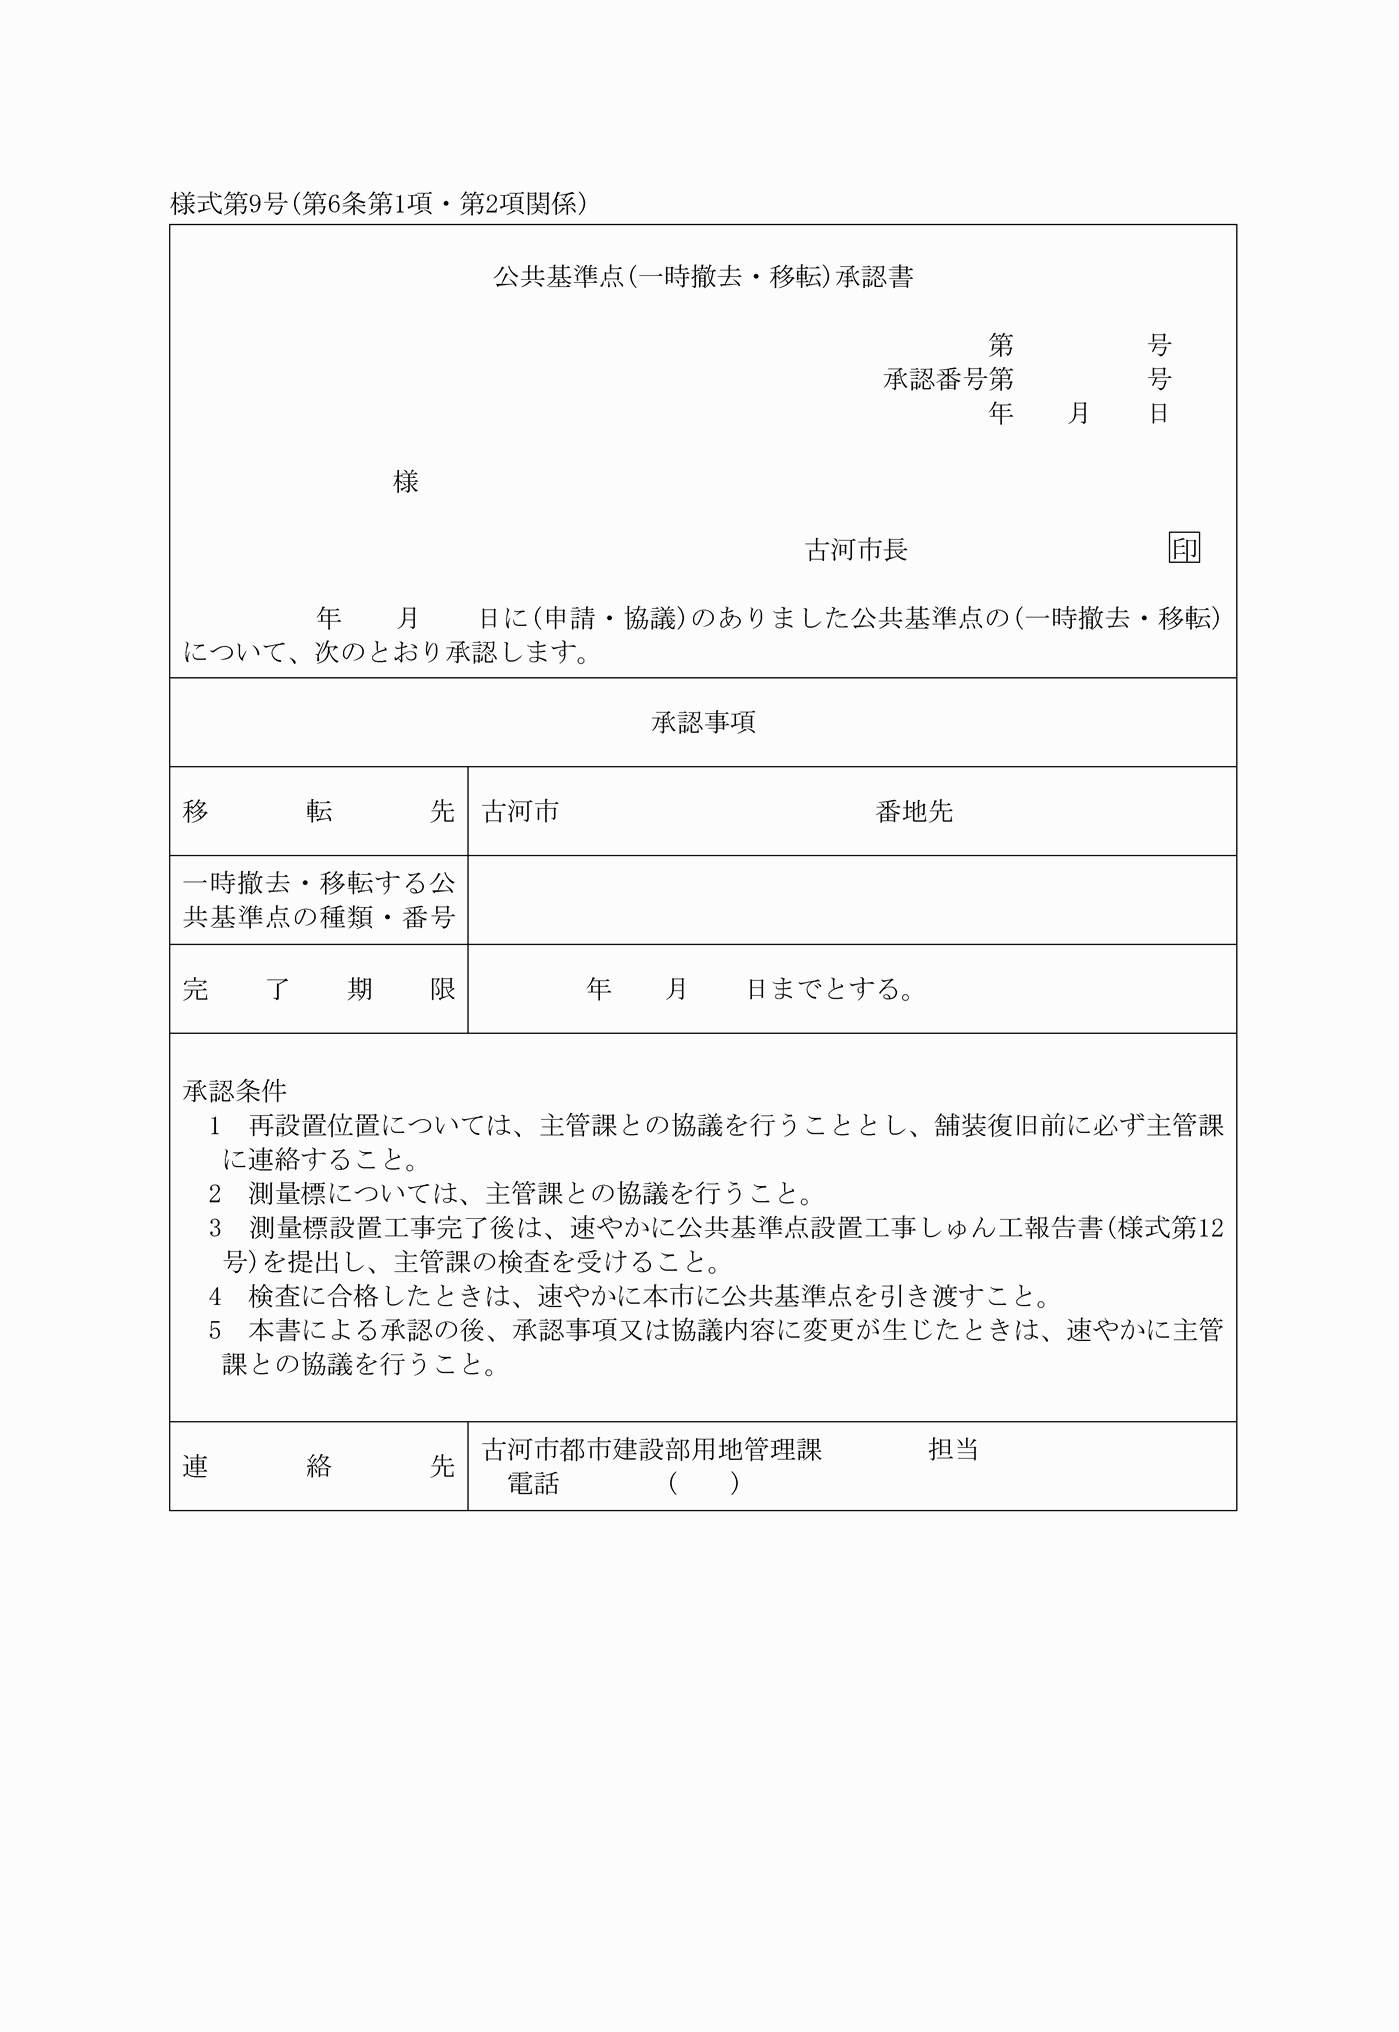 様式第9号(第6条第1項・第2項関係)
公共基準点(一時撤去・移転)承認書
第　　　　　号
承認番号第　　　　　号
年　　月　　日
様
古河市長　　　　　　　　　　印
年　　月　　日に(申請・協議)のありました公共基準点の(一時撤去・移転)
について、次のとおり承認します。
承認事項
移　転　先　古河市　　　　　　　　　　　　番地先
一時撤去・移転する公
共基準点の種類・番号
完　了　期　限　　　　年　　月　　日までとする。
承認条件
1　再設置位置については、主管課との協議を行うこととし、舗装復旧前に必ず主管課
に連絡すること。
2　測量標については、主管課との協議を行うこと。
3　測量標設置工事完了後は、速やかに公共基準点設置工事しゅん工報告書(様式第12
号)を提出し、主管課の検査を受けること。
4　検査に合格したときは、速やかに本市に公共基準点を引き渡すこと。
5　本書による承認の後、承認事項又は協議内容に変更が生じたときは、速やかに主管
課との協議を行うこと。
連　絡　先　古河市都市建設部用地管理課　　　　担当
電話　　　　(　　)